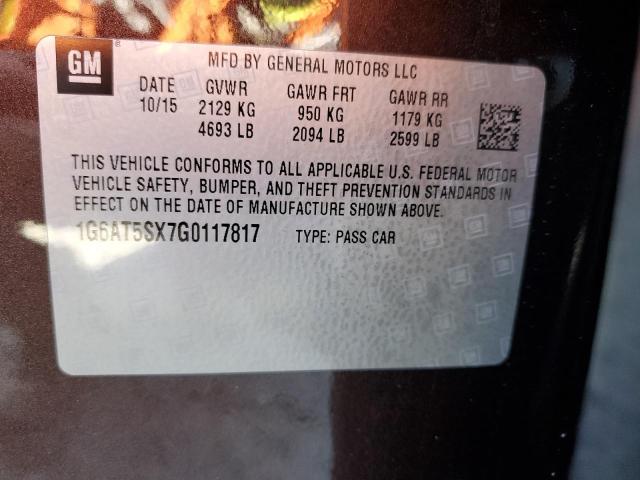 GM ®
MFD BY GENERAL MOTORS LLC
DATE GVWR GAWR FRT GAWR RR
10/15 2129 KG 950 KG 1179 KG
4693 LB 2094 LB 2599 LB
THIS VEHICLE CONFORMS TO ALL APPLICABLE U.S. FEDERAL MOTOR
VEHICLE SAFETY, BUMPER, AND THEFT PREVENTION STANDARDS IN
EFFECT ON THE DATE OF MANUFACTURE SHOWN ABOVE.
1G6AT5SX7G0117817 TYPE: PASS CAR